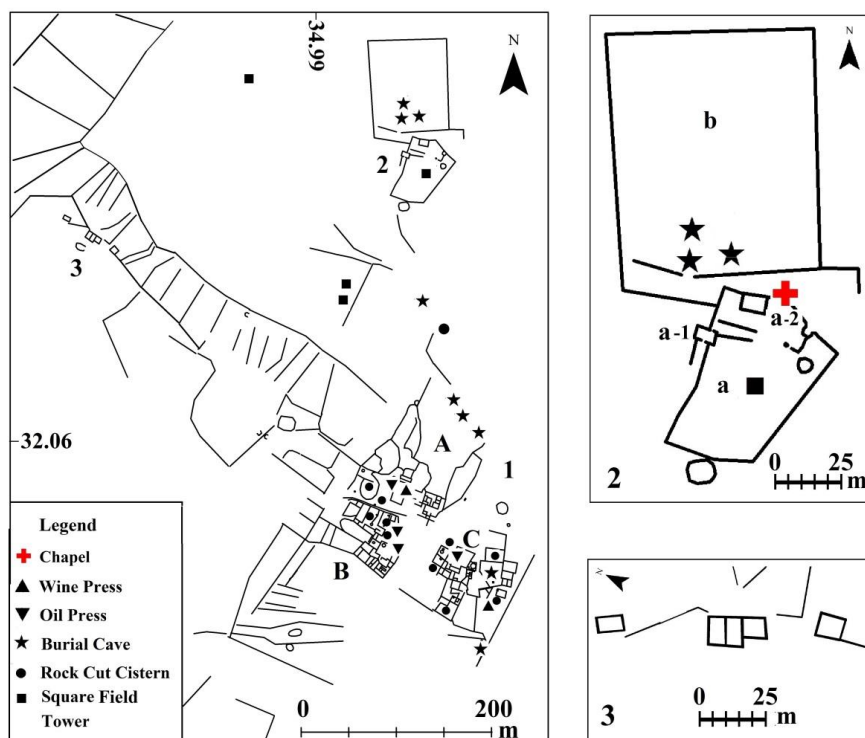 34.99
N
2
3
32.06
A
1
C
B
Legend
Chapel
Wine Press
Oil Press
Burial Cave
Rock Cut Cistern
Square Field
Tower
0 200
m
N
b
a-1
a-2
a
2
0 25
m
N
0 25
3
m